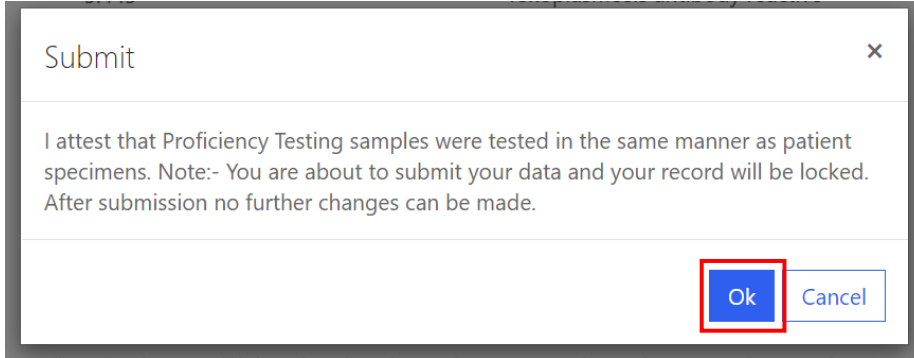 Submit
×
I attest that Proficiency Testing samples were tested in the same manner as patient
specimens. Note:- You are about to submit your data and your record will be locked.
After submission no further changes can be made.
Ok
Cancel